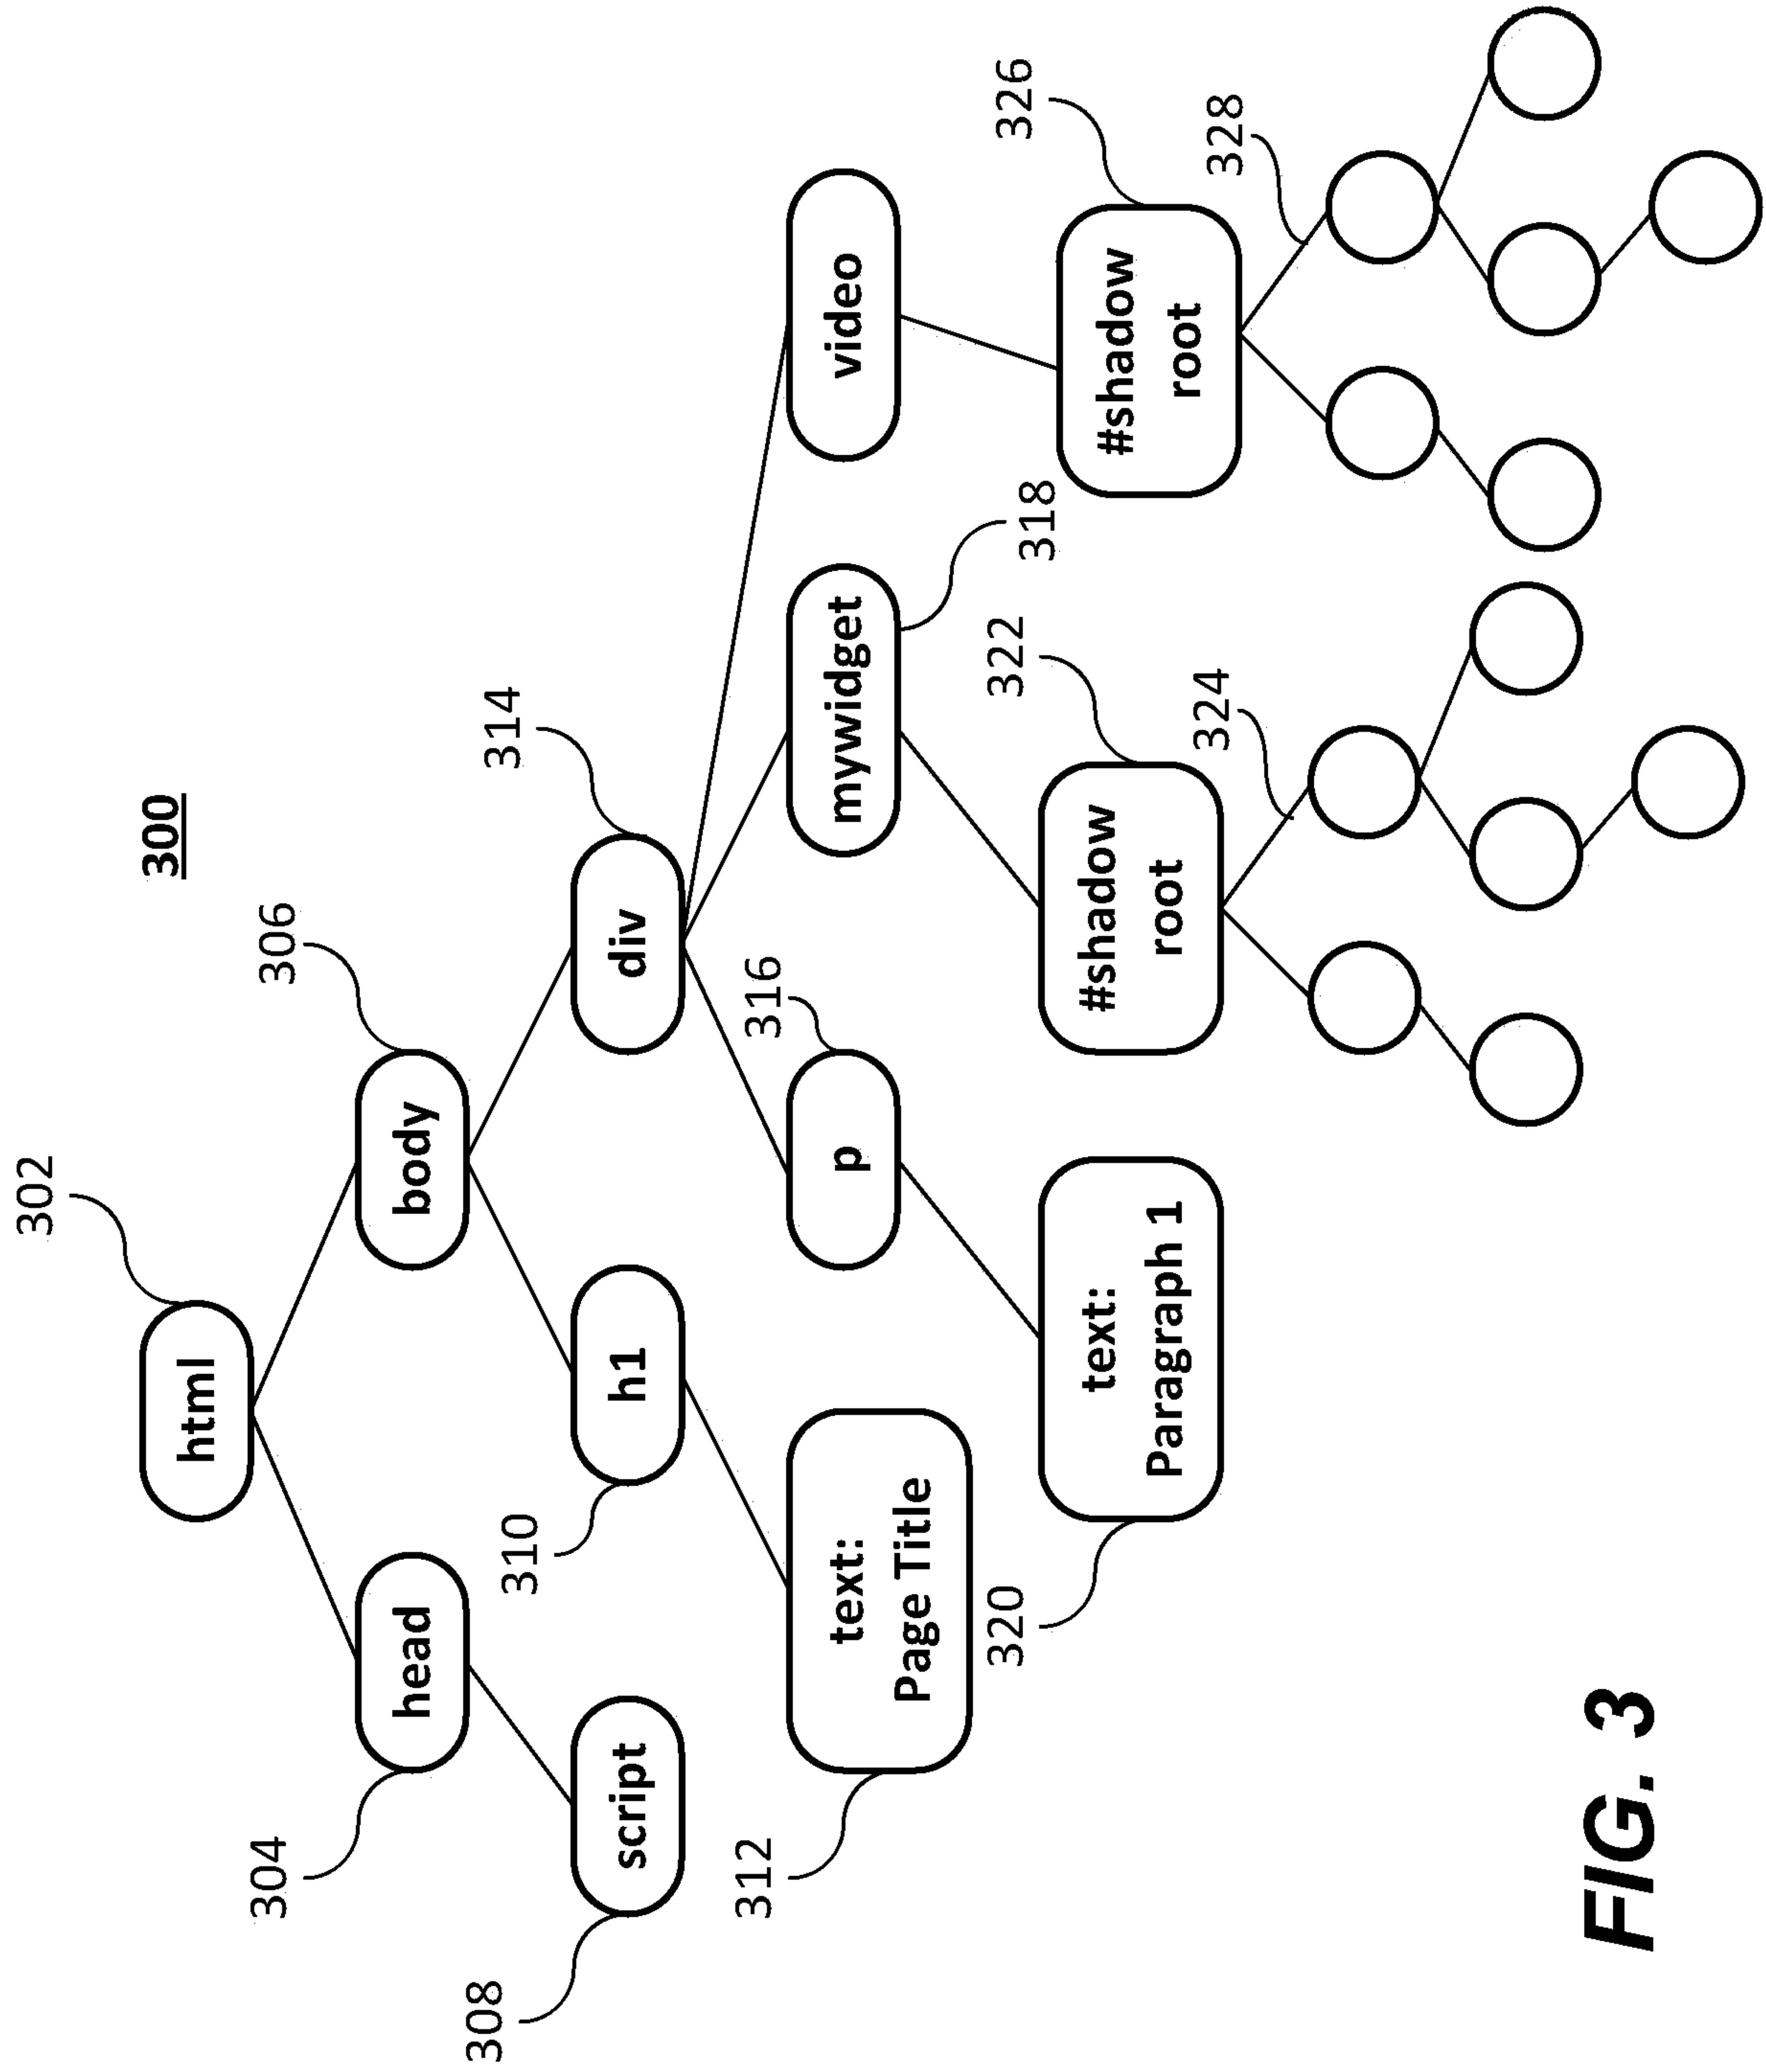 300
302
html
304
head
306
body
308
script
310
h1
314
div
312
text:
Page Title
316
p
mywidget
318
video
320
text:
Paragraph 1
322
#shadow
root
326
#shadow
root
324
328
FIG. 3